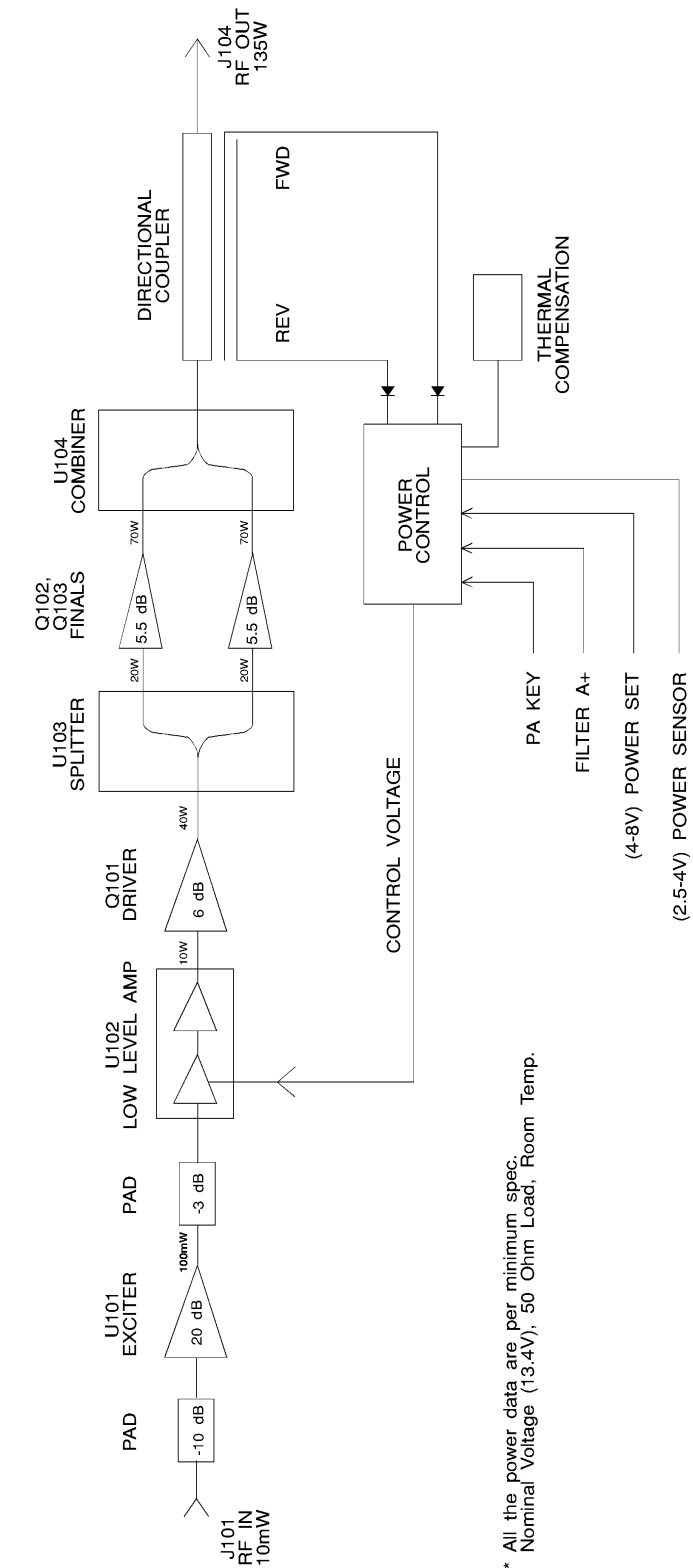 J101
RF IN
10mW
PAD
-10 dB
U101
EXCITER
20 dB
100mW
PAD
-3 dB
U102
LOW LEVEL AMP
10W
Q101
DRIVER
6 dB
40W
U103
SPLITTER
20W
20W
Q102,
Q103
FINALS
5.5 dB
5.5 dB
70W
70W
U104
COMBINER
DIRECTIONAL
COUPLER
J104
RF OUT
135W
REV
FWD
CONTROL VOLTAGE
POWER
CONTROL
THERMAL
COMPENSATION
PA KEY
FILTER A+
(4-8V) POWER SET
(2.5-4V) POWER SENSOR
* All the power data are per minimum spec.
Nominal Voltage (13.4V), 50 Ohm Load, Room Temp.